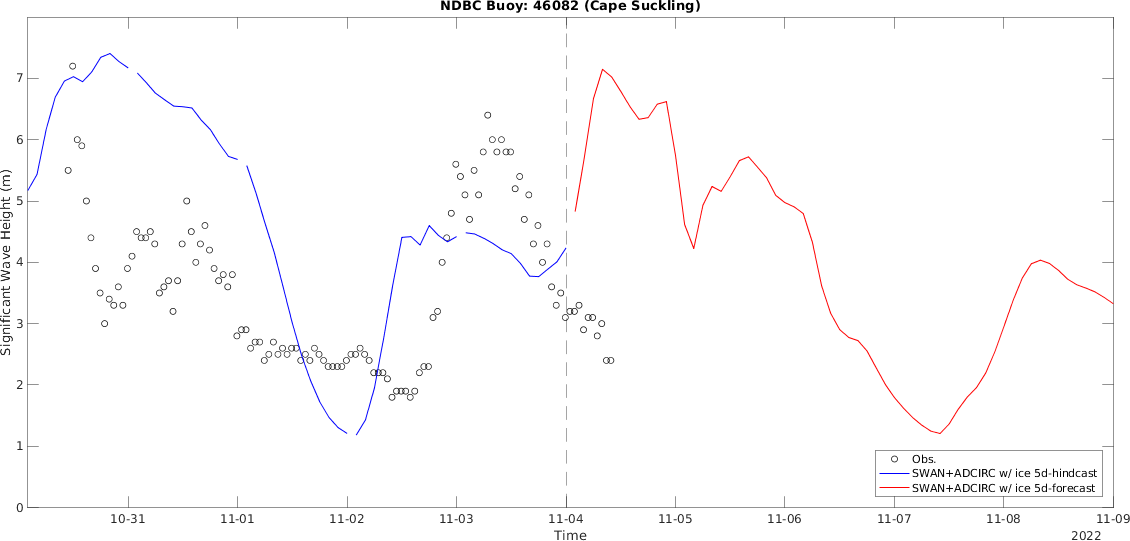 NDBC Buoy: 46082 (Cape Suckling)
Significant Wave Height (m)
7
6
5
4
3
2
1
0
Obs.
SWAN+ADCIRC w/ ice 5d-hindcast
SWAN+ADCIRC w/ ice 5d-forecast
10-31 11-01 11-02 11-03 11-04 11-05 11-06 11-07 11-08 11-09
Time
2022